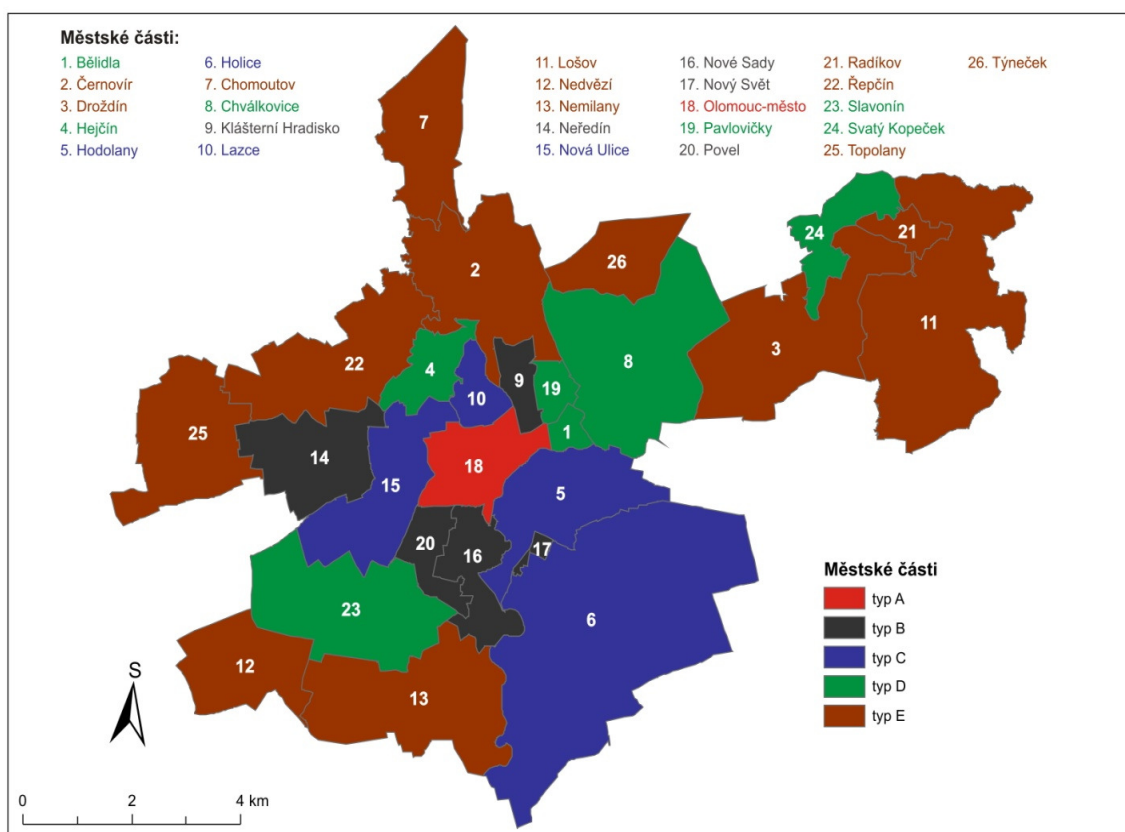 Městské části:
1. Bělidla
2. Černovír
3. Droždín
4. Hejčín
5. Hodolany
6. Holice
7. Chomoutov
8. Chválkovice
9. Klášterní Hradisko
10. Lazce
11. Lošov
12. Nedvězí
13. Nemilany
14. Neředín
15. Nová Ulice
16. Nové Sady
17. Nový Svět
18. Olomouc-město
19. Pavlovičky
20. Povel
21. Radíkov
22. Řepčín
23. Slavonín
24. Svatý Kopeček
25. Topolany
26. Týneček
7
2
26
24
21
11
3
8
22
4
10
9
19
1
25
14
15
18
5
20
16
17
6
23
12
13
Městské části
typ A
typ B
typ C
typ D
typ E
S
0 2 4 km